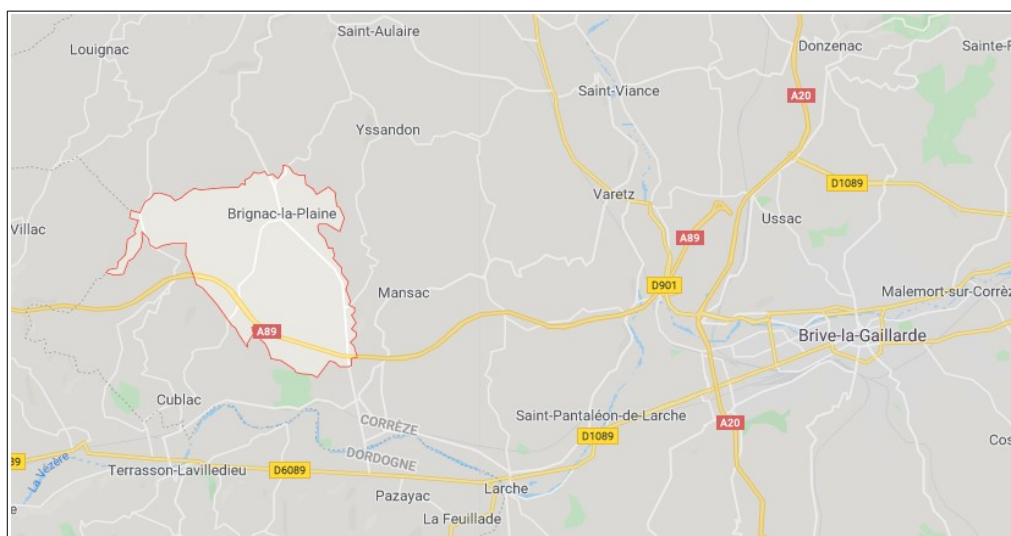 Saint-Aulaire
Donzenac
Louignac
Sainte-F
Saint-Viance
A20
Yssandon
D1089
Varetz
Brignac-la-Plaine
Ussac
Villac
A89
D901
Mansac
Malemort-sur-Corrèz
A89
Brive-la-Gaillarde
Cublac
CORRÈZE
Saint-Pantaléon-de-Larche
A20
D1089
Cos
DORDOGNE
89
La Vézère
Terrasson-Lavilledieu
D6089
Larche
Pazayac
e
La Feuillade